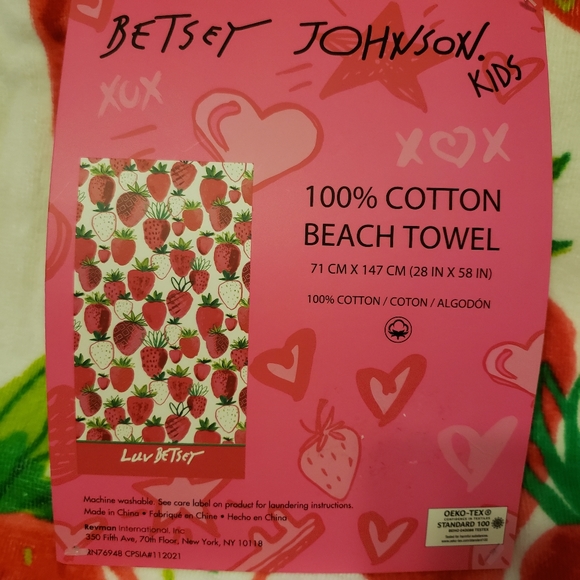 BETSEY JOHNSON.
KIDS
XOX
XOX
100% COTTON
BEACH TOWEL
71 CM X 147 CM (28 IN X 58 IN)
100% COTTON / COTON / ALGODÓN
Luv BETSEY
Machine washable. See care label on product for laundering instructions.
Made in China • Fabriqué en Chine • Hecho en China
Revman International, Inc.
350 Fifth Ave, 70th Floor, New York, NY 10118
RN76948 CPSIA#112021
OEKO-TEX®
CONFIDENCE IN TEXTILES
STANDARD 100